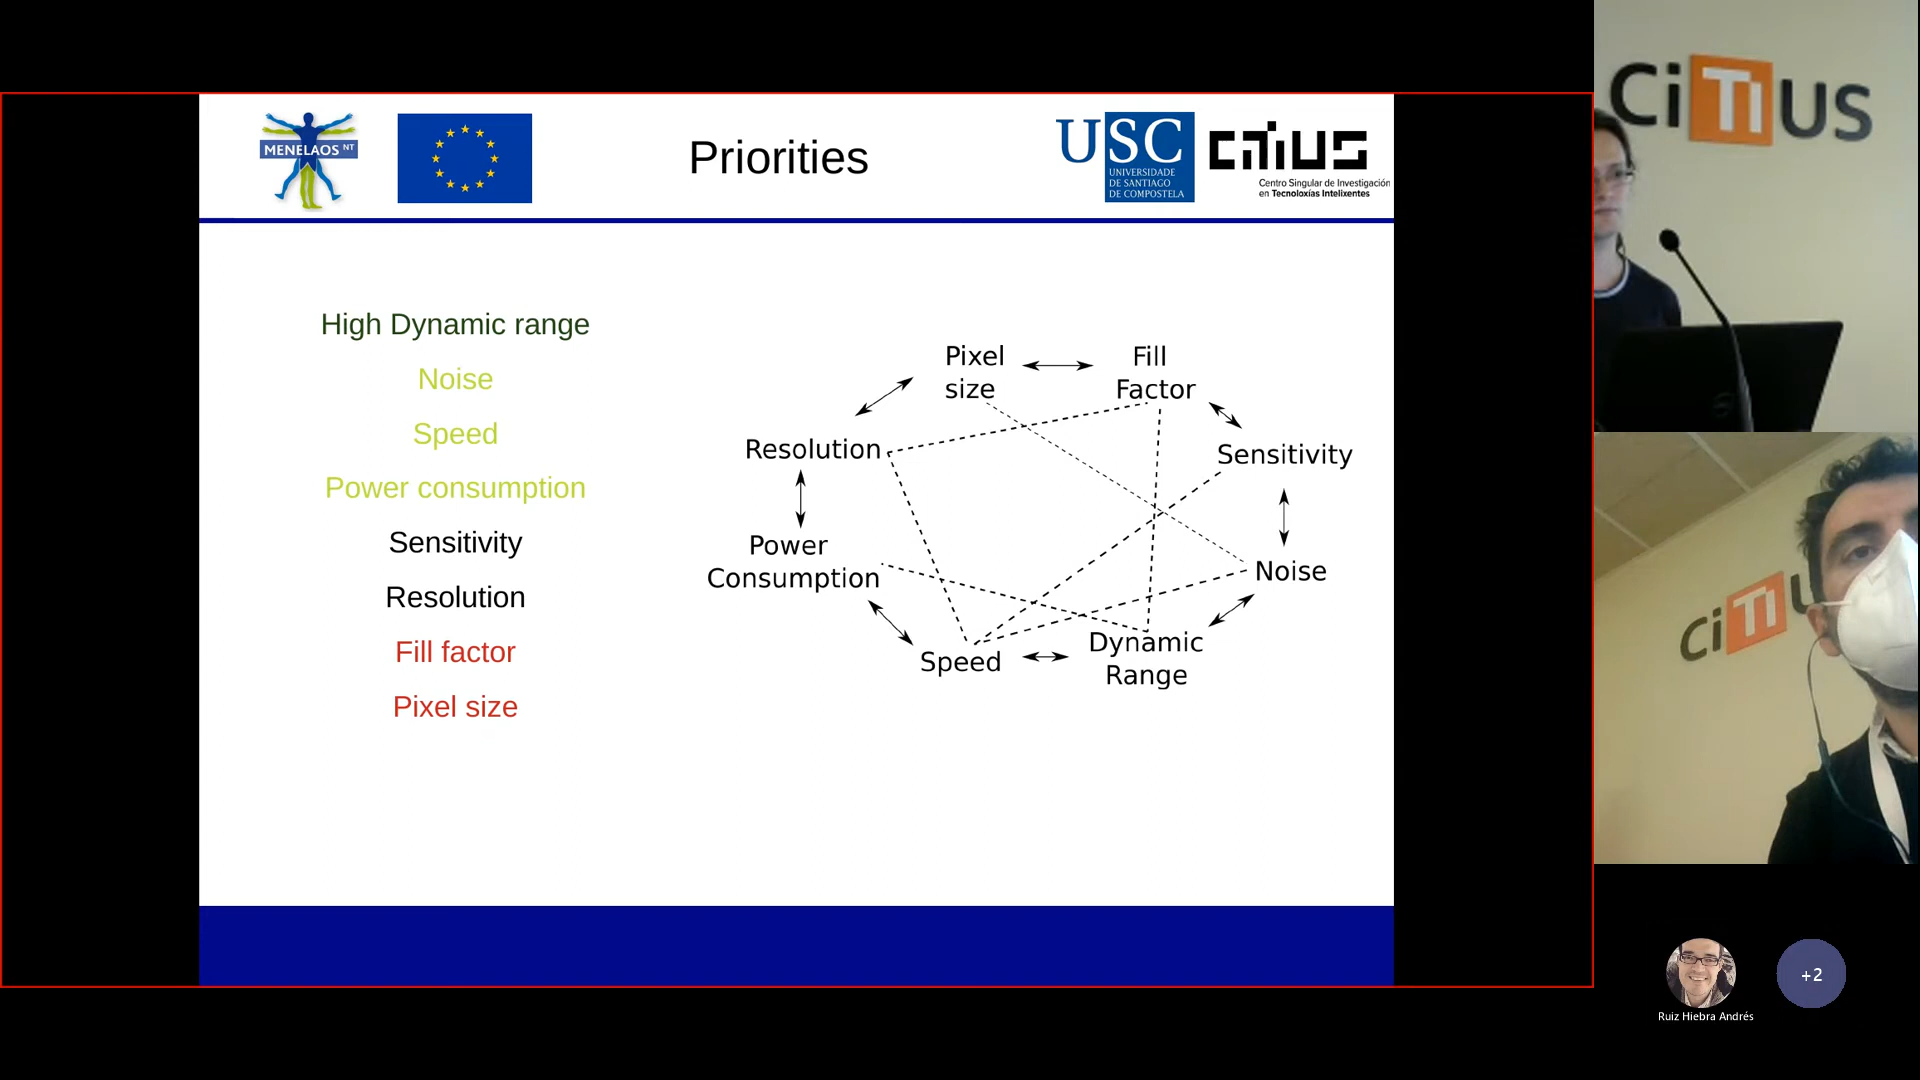 MENELAOS NT
Priorities
USC
UNIVERSIDADE
DE SANTIAGO
DE COMPOSTELA
CiTIUS
Centro Singular de Investigación
en Tecnoloxías Intelixentes
High Dynamic range
Noise
Speed
Power consumption
Sensitivity
Resolution
Fill factor
Pixel size
Pixel
size
Fill
Factor
Resolution
Sensitivity
Power
Consumption
Noise
Speed
Dynamic
Range
CiTIUS
CiTIU
Ruiz Hiebra Andrés
+2